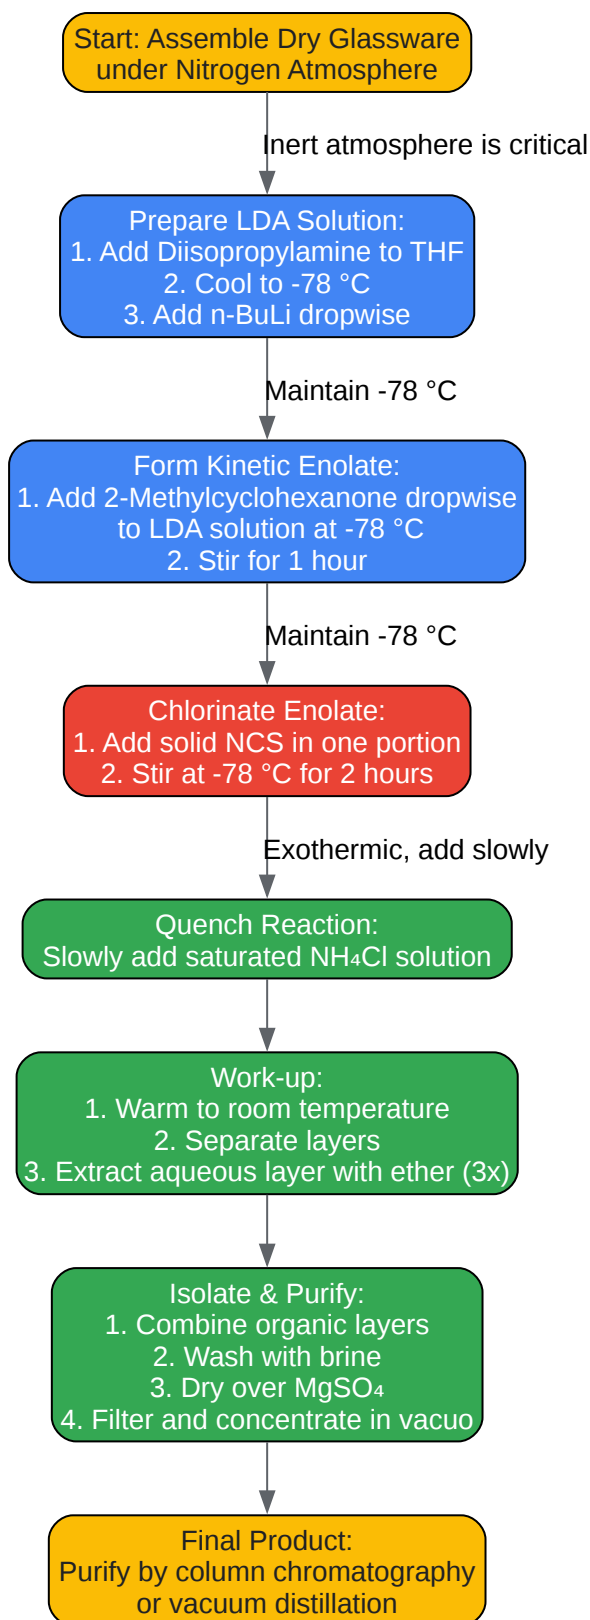 Start: Assemble Dry Glassware
under Nitrogen Atmosphere
Inert atmosphere is critical
Prepare LDA Solution:
1. Add Diisopropylamine to THF
2. Cool to -78 °C
3. Add n-BuLi dropwise
Maintain -78 °C
Form Kinetic Enolate:
1. Add 2-Methylcyclohexanone dropwise
to LDA solution at -78 °C
2. Stir for 1 hour
Maintain -78 °C
Chlorinate Enolate:
1. Add solid NCS in one portion
2. Stir at -78 °C for 2 hours
Exothermic, add slowly
Quench Reaction:
Slowly add saturated NH₄Cl solution
Work-up:
1. Warm to room temperature
2. Separate layers
3. Extract aqueous layer with ether (3x)
Isolate & Purify:
1. Combine organic layers
2. Wash with brine
3. Dry over MgSO₄
4. Filter and concentrate in vacuo
Final Product:
Purify by column chromatography
or vacuum distillation